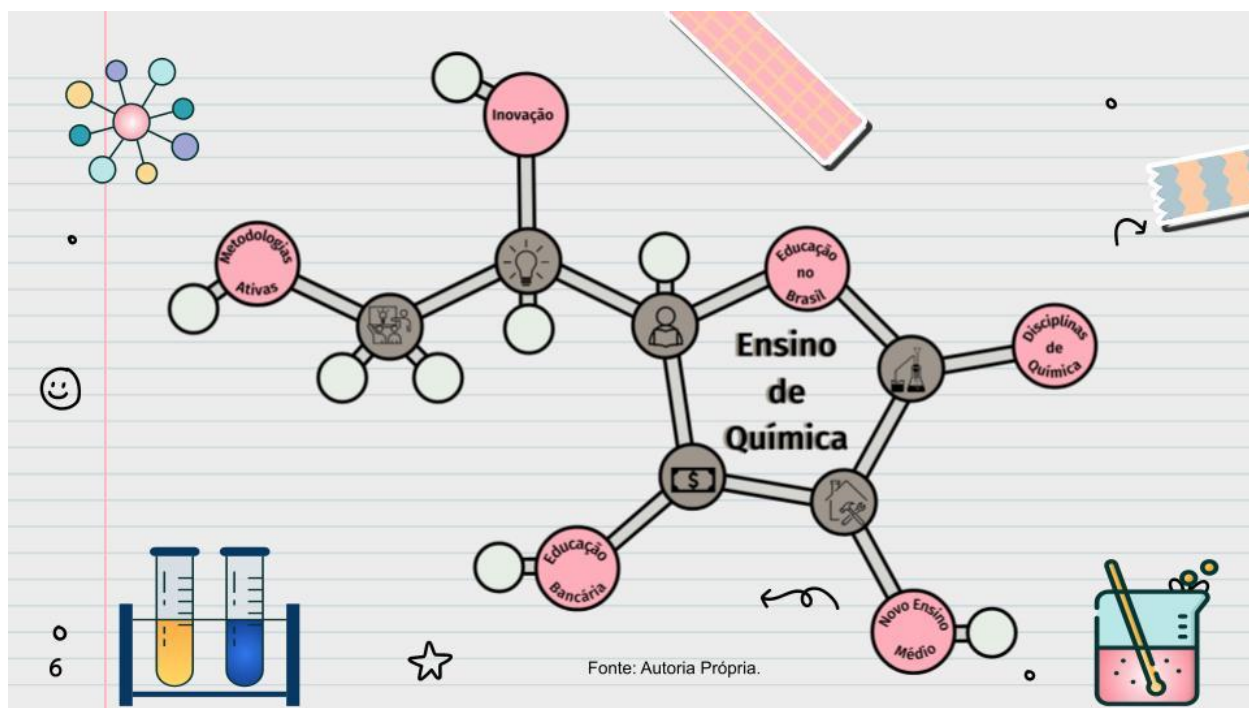 Inovação
Metodologias
Ativas
Educação
no
Brasil
Ensino
de
Química
Disciplinas
de
Química
$
Educação
Bancária
Novo Ensino
Médio
6
Fonte: Autoria Própria.